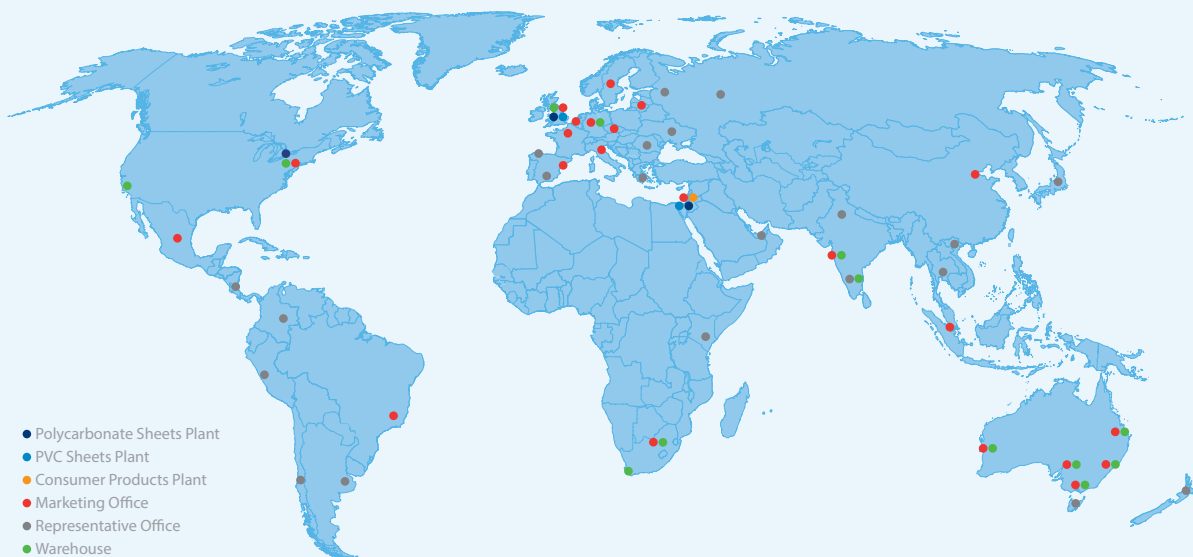 Polycarbonate Sheets Plant
PVC Sheets Plant
Consumer Products Plant
Marketing Office
Representative Office
Warehouse